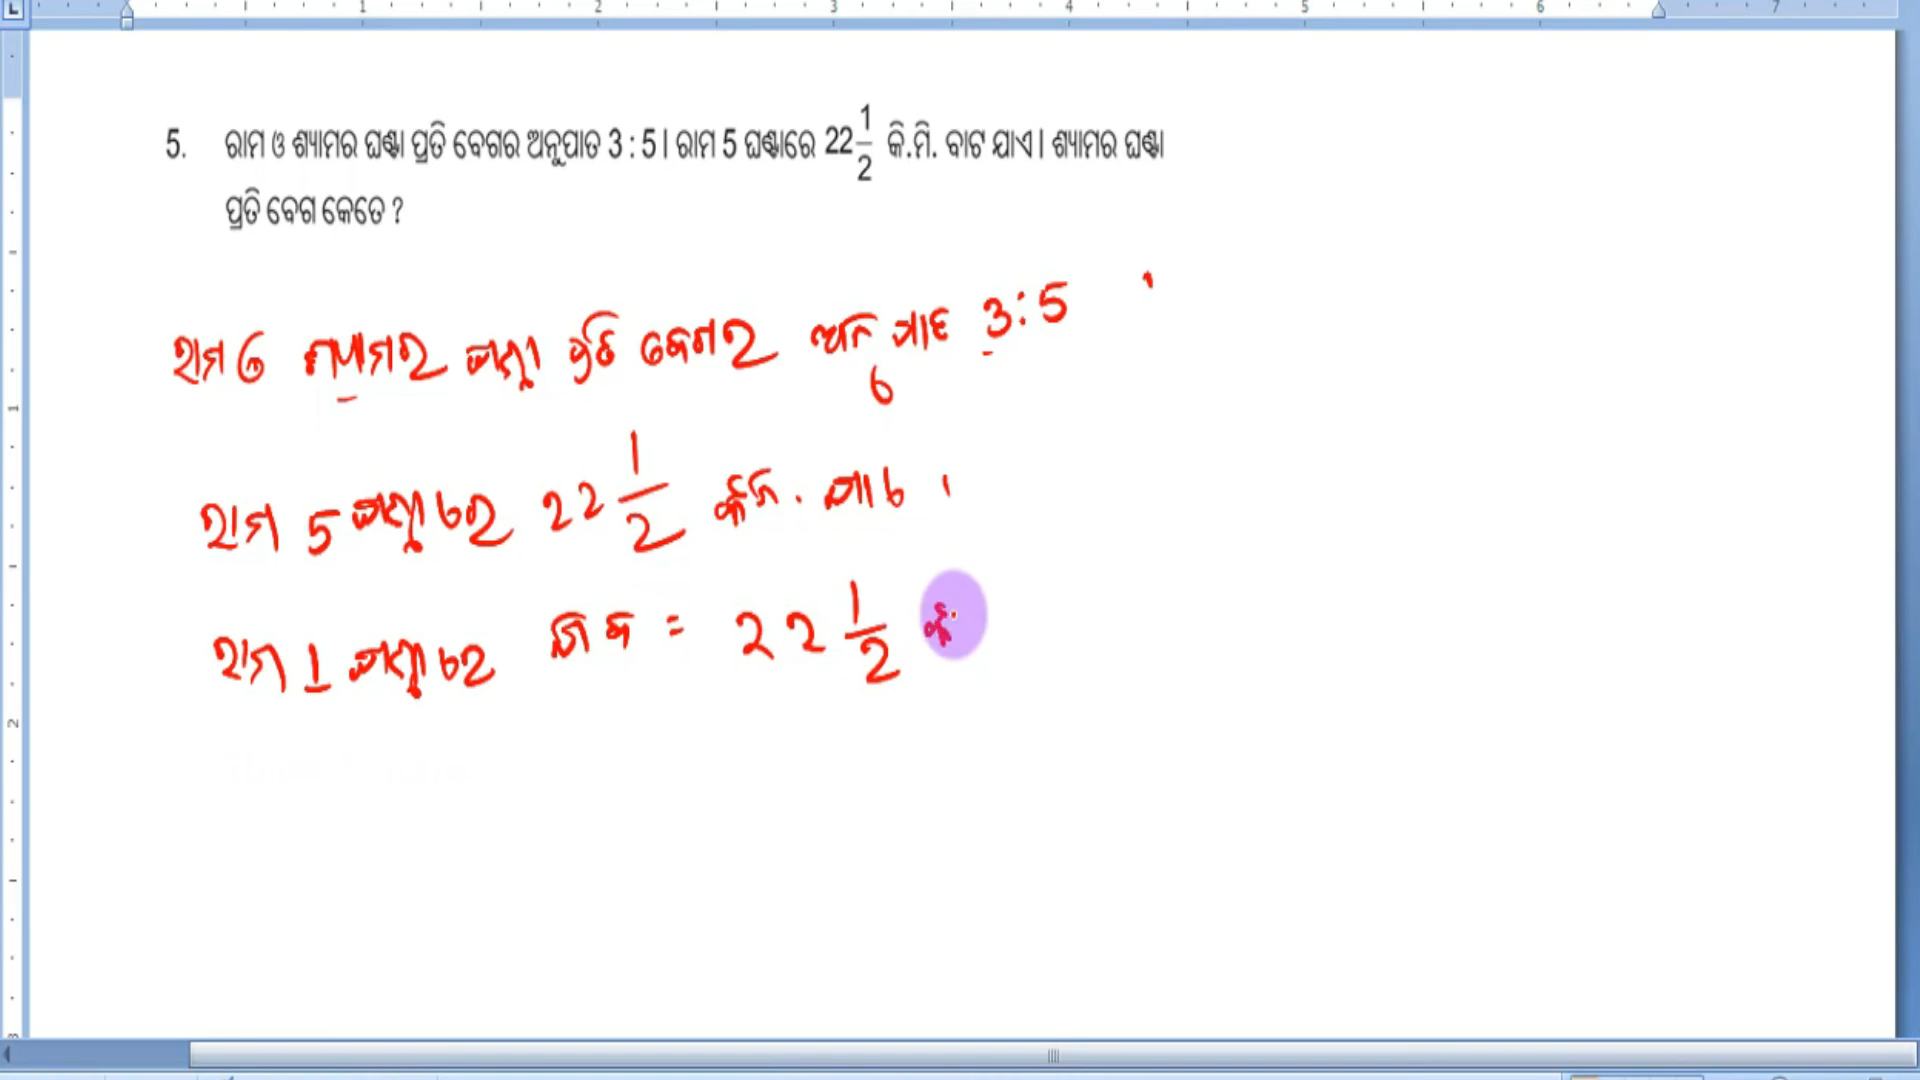 5. ରାମ ଓ ଶ୍ୟାମର ଘଣ୍ଟା ପ୍ରତି ବେଗର ଅନୁପାତ 3 : 5 । ରାମ 5 ଘଣ୍ଟାରେ 22 1/2 କି.ମି. ବାଟ ଯାଏ । ଶ୍ୟାମର ଘଣ୍ଟା
ପ୍ରତି ବେଗ କେତେ ?
ରାମ ଓ ଶ୍ୟାମର ଘଣ୍ଟା ପ୍ରତି ବେଗର ଅନୁପାତ 3 : 5
ରାମ 5 ଘଣ୍ଟାରେ 22 1/2 କିମି. ଯାଏ ।
ରାମ 1 ଘଣ୍ଟାରେ ଯିବ = 22 1/2 କି